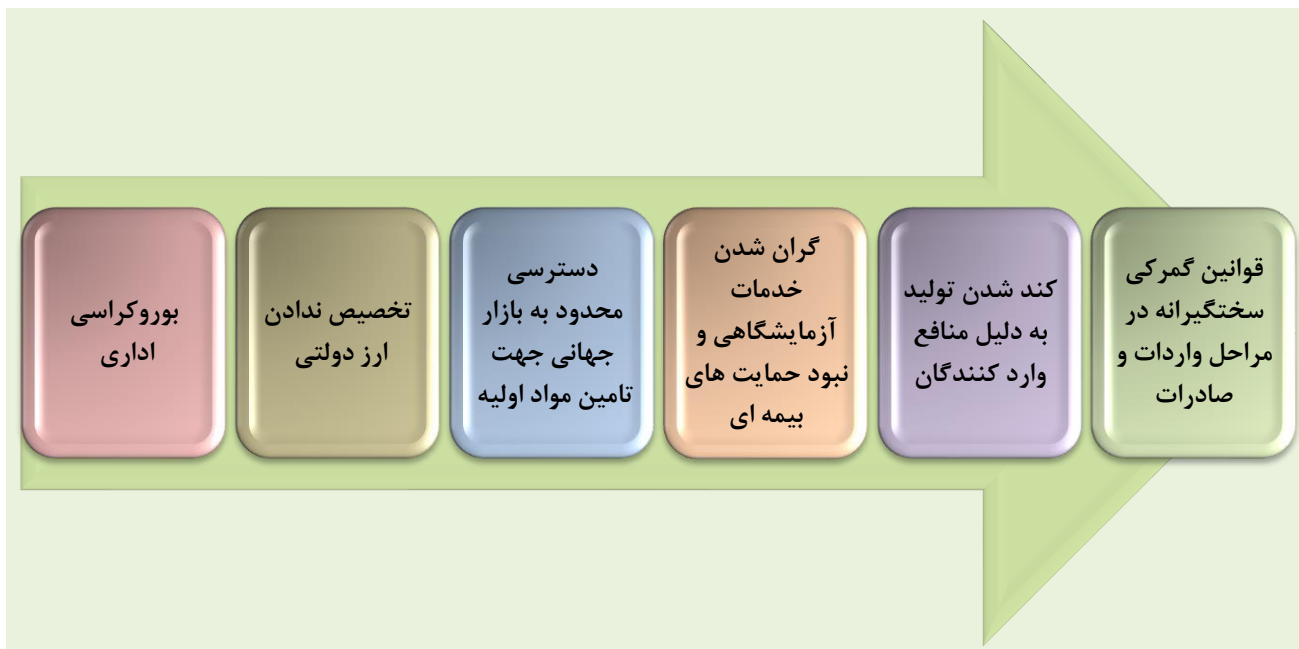 قوانین گمرکی
سختگیرانه در
مراحل واردات و
صادرات
کند شدن تولید
به دلیل منافع
وارد کنندگان
گران شدن
خدمات
آزمایشگاهی و
نبود حمایت های
بیمه ای
دسترسی
محدود به بازار
جهانی جهت
تامین مواد اولیه
تخصیص ندادن
ارز دولتی
بوروکراسی
اداری